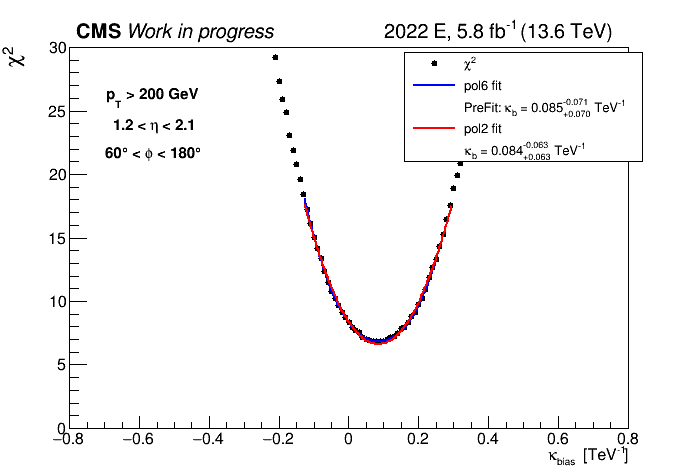 CMS Work in progress 2022 E, 5.8 fb⁻¹ (13.6 TeV)
χ²
30
25
20
15
10
5
0
p_T > 200 GeV
1.2 < η < 2.1
60° < ϕ < 180°
χ²
pol6 fit
PreFit: κ_b = 0.085 -0.071 +0.070 TeV⁻¹
pol2 fit
κ_b = 0.084 -0.063 +0.063 TeV⁻¹
−0.8 −0.6 −0.4 −0.2 0 0.2 0.4 0.6 0.8
κ_bias [TeV⁻¹]